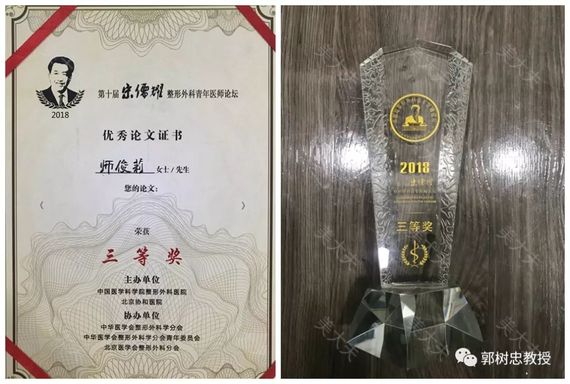 2018
第十届 宋儒耀 整形外科青年医师论坛
优秀论文证书
师俊莉 女士/先生
您的论文:
《 》
荣获
三等奖
主办单位
中国医学科学院整形外科医院
北京协和医院
协办单位
中华医学会整形外科学分会
中华医学会整形外科学分会青年委员会
北京医学会整形外科分会
2018
宋儒耀
三等奖
郭树忠教授